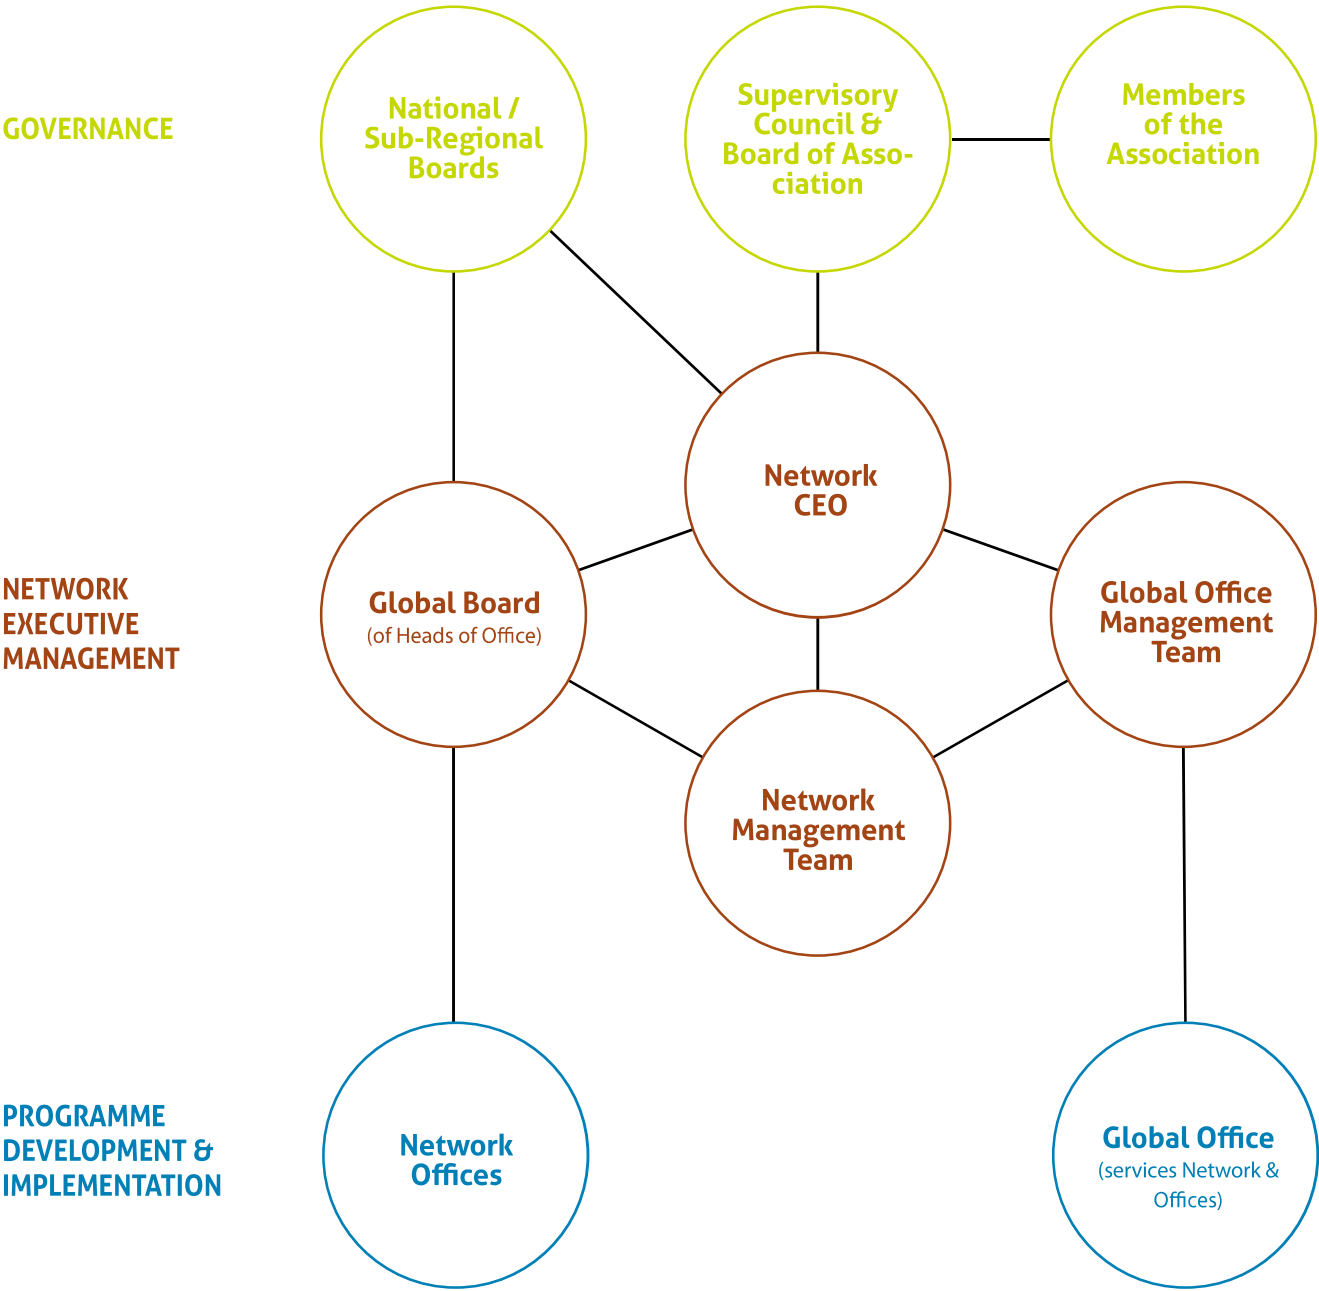 GOVERNANCE
National /
Sub-Regional
Boards
Supervisory
Council &
Board of Asso-
ciation
Members
of the
Association
Network
CEO
NETWORK
EXECUTIVE
MANAGEMENT
Global Board
(of Heads of Office)
Global Office
Management
Team
Network
Management
Team
PROGRAMME
DEVELOPMENT &
IMPLEMENTATION
Network
Offices
Global Office
(services Network &
Offices)